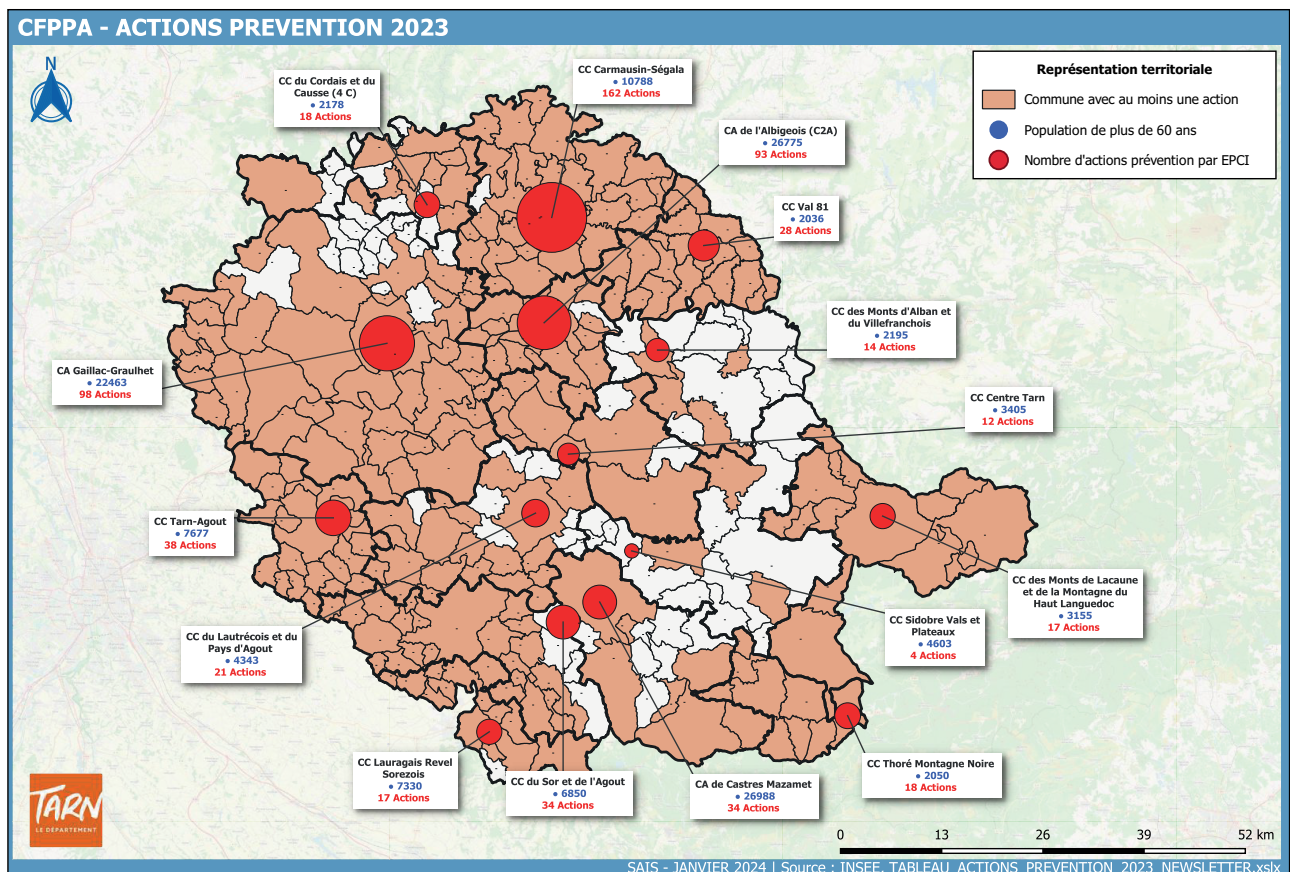 CFPPA - ACTIONS PREVENTION 2023
N
CC du Cordais et du
Causse (4 C)
2178
18 Actions
CC Carmausin-Ségala
10788
162 Actions
CA de l'Albigeois (C2A)
26775
93 Actions
CC Val 81
2036
28 Actions
Représentation territoriale
Commune avec au moins une action
Population de plus de 60 ans
Nombre d'actions prévention par EPCI
CC des Monts d'Alban et
du Villefranchois
2195
14 Actions
CA Gaillac-Graulhet
22463
98 Actions
CC Centre Tarn
3405
12 Actions
CC Tarn-Agout
7677
38 Actions
CC des Monts de Lacaune
et de la Montagne du
Haut Languedoc
3155
17 Actions
CC Sidobre Vals et
Plateaux
4603
4 Actions
CC du Lautrécois et du
Pays d'Agout
4343
21 Actions
CC Lauragais Revel
Sorezois
7330
17 Actions
CC du Sor et de l'Agout
6850
34 Actions
CA de Castres Mazamet
26988
34 Actions
CC Thoré Montagne Noire
2050
18 Actions
TARN
LE DÉPARTEMENT
0 13 26 39 52 km
SAIS - JANVIER 2024 | Source : INSEE, TABLEAU_ACTIONS_PREVENTION_2023_NEWSLETTER.xslx